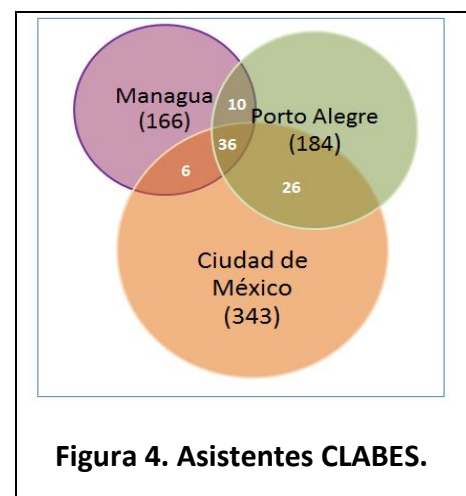 Managua
(166)
10
Porto Alegre
(184)
36
6
26
Ciudad de
México
(343)
Figura 4. Asistentes CLABES.